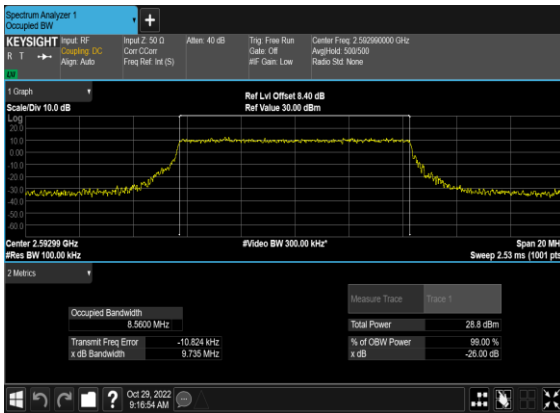 Spectrum Analyzer 1
Occupied BW
KEYSIGHT
R T
Input: RF
Coupling: DC
Align: Auto
Input Z: 50 Ω
Corr CCorr
Freq Ref: Int (S)
Atten: 40 dB
Trig: Free Run
Gate: Off
#IF Gain: Low
Center Freq: 2.592990000 GHz
Avg|Hold: 500/500
Radio Std: None
1 Graph
Scale/Div 10.0 dB
Ref Lvl Offset 8.40 dB
Ref Value 30.00 dBm
Log
20.0
10.0
0.00
-10.0
-20.0
-30.0
-40.0
-50.0
-60.0
Center 2.59299 GHz
#Res BW 100.00 kHz
#Video BW 300.00 kHz*
Span 20 MH
Sweep 2.53 ms (1001 pts
2 Metrics
Measure Trace
Trace 1
Occupied Bandwidth
8.5600 MHz
Total Power
28.8 dBm
Transmit Freq Error
-10.824 kHz
% of OBW Power
99.00 %
x dB Bandwidth
9.735 MHz
x dB
-26.00 dB
?
Oct 29, 2022
9:16:54 AM